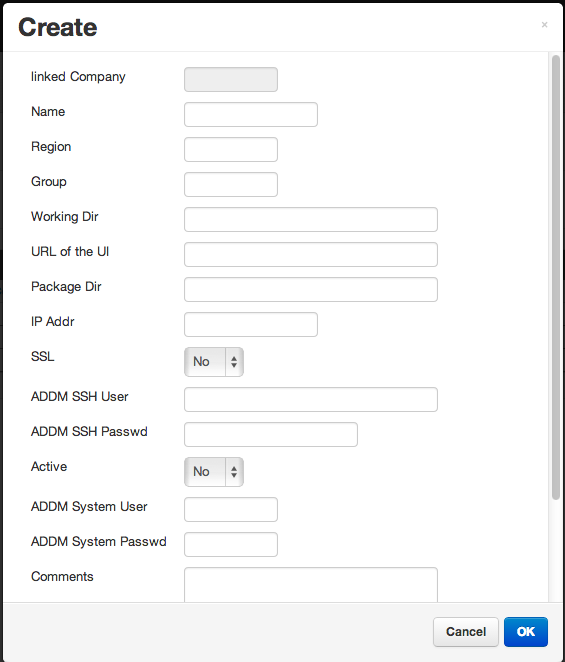 Create
×
linked Company
Name
Region
Group
Working Dir
URL of the UI
Package Dir
IP Addr
SSL No
ADDM SSH User
ADDM SSH Passwd
Active No
ADDM System User
ADDM System Passwd
Comments
Cancel OK